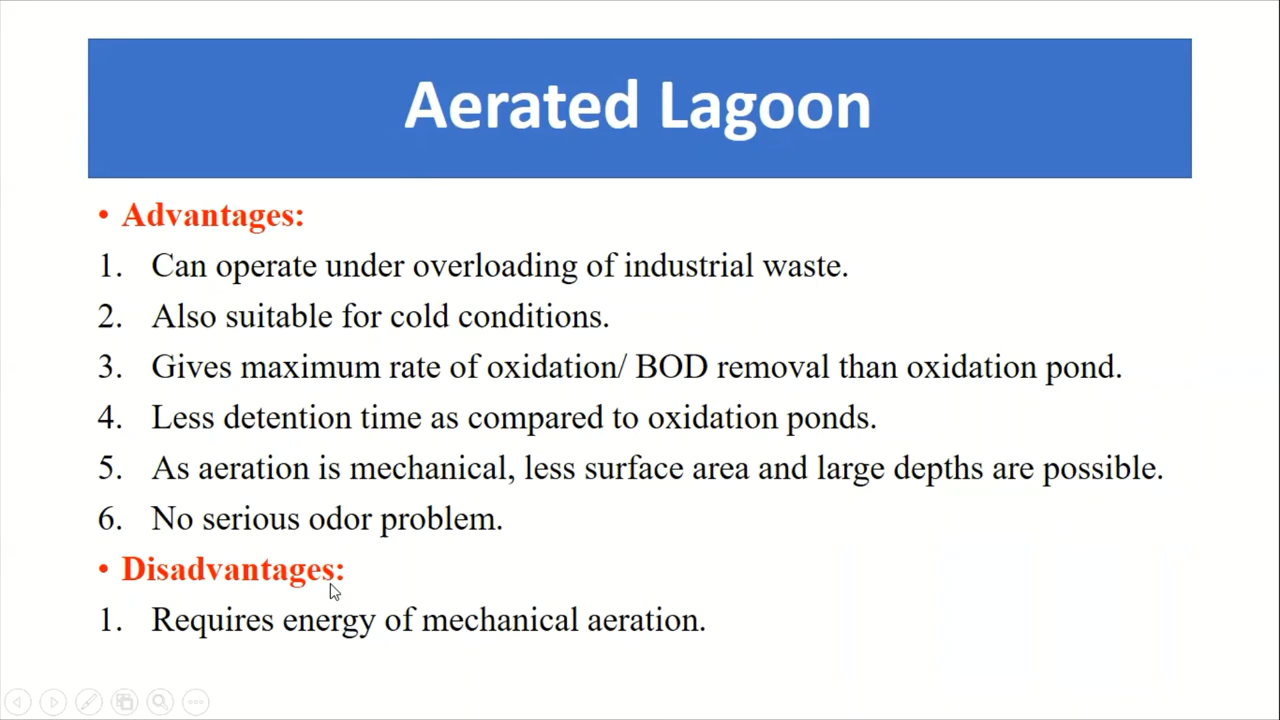 Aerated Lagoon
• Advantages:
1. Can operate under overloading of industrial waste.
2. Also suitable for cold conditions.
3. Gives maximum rate of oxidation/ BOD removal than oxidation pond.
4. Less detention time as compared to oxidation ponds.
5. As aeration is mechanical, less surface area and large depths are possible.
6. No serious odor problem.
• Disadvantages:
1. Requires energy of mechanical aeration.